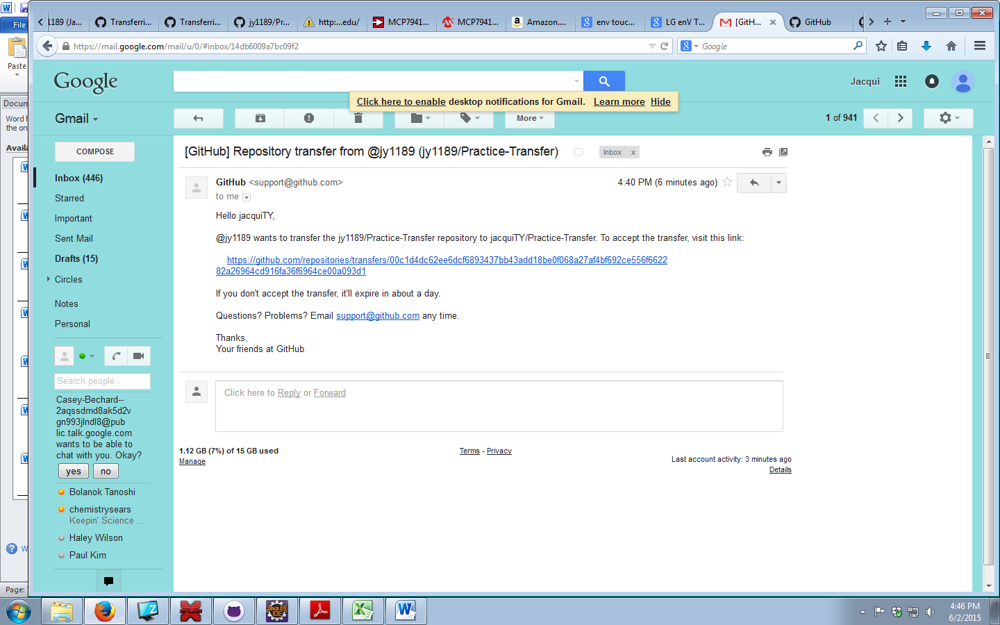 File
1189 (Ja...
Transferri...
Transferri...
jy1189/Pr...
http:...edu/
MCP7941...
MCP7941...
Amazon....
env touc...
LG enV T...
[GitH...
GitHub
https://mail.google.com/mail/u/0/#inbox/14db6009a7bc09f2
Google
Paste
Google
Jacqui
Click here to enable desktop notifications for Gmail. Learn more Hide
Docum
Word h
the on
Availa
Gmail
More
1 of 941
COMPOSE
Inbox (446)
Starred
Important
Sent Mail
Drafts (15)
Circles
Notes
Personal
Search people...
Casey-Bechard--
2aqssdmd8ak5d2v
gn993jlndl8@pub
lic.talk.google.com
wants to be able to
chat with you. Okay?
yes no
Bolanok Tanoshi
chemistrysears
Keepin' Science ...
Haley Wilson
Paul Kim
[GitHub] Repository transfer from @jy1189 (jy1189/Practice-Transfer)
Inbox x
GitHub <support@github.com>
4:40 PM (6 minutes ago)
to me
Hello jacquiTY,
@jy1189 wants to transfer the jy1189/Practice-Transfer repository to jacquiTY/Practice-Transfer. To accept the transfer, visit this link:
https://github.com/repositories/transfers/00c1d4dc62ee6dcf6893437bb43add18be0f068a27af4bf692ce556f6622
82a26964cd916fa36f6964ce00a093d1
If you don't accept the transfer, it'll expire in about a day.
Questions? Problems? Email support@github.com any time.
Thanks,
Your friends at GitHub
Click here to Reply or Forward
1.12 GB (7%) of 15 GB used
Manage
Terms - Privacy
Last account activity: 3 minutes ago
Details
Page:
Java EE
IDE
4:46 PM
6/2/2015